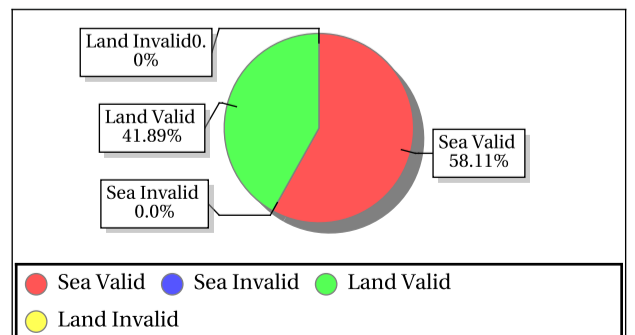 Land Invalid0.
0%
Land Valid
41.89%
Sea Valid
58.11%
Sea Invalid
0.0%
Sea Valid
Sea Invalid
Land Valid
Land Invalid